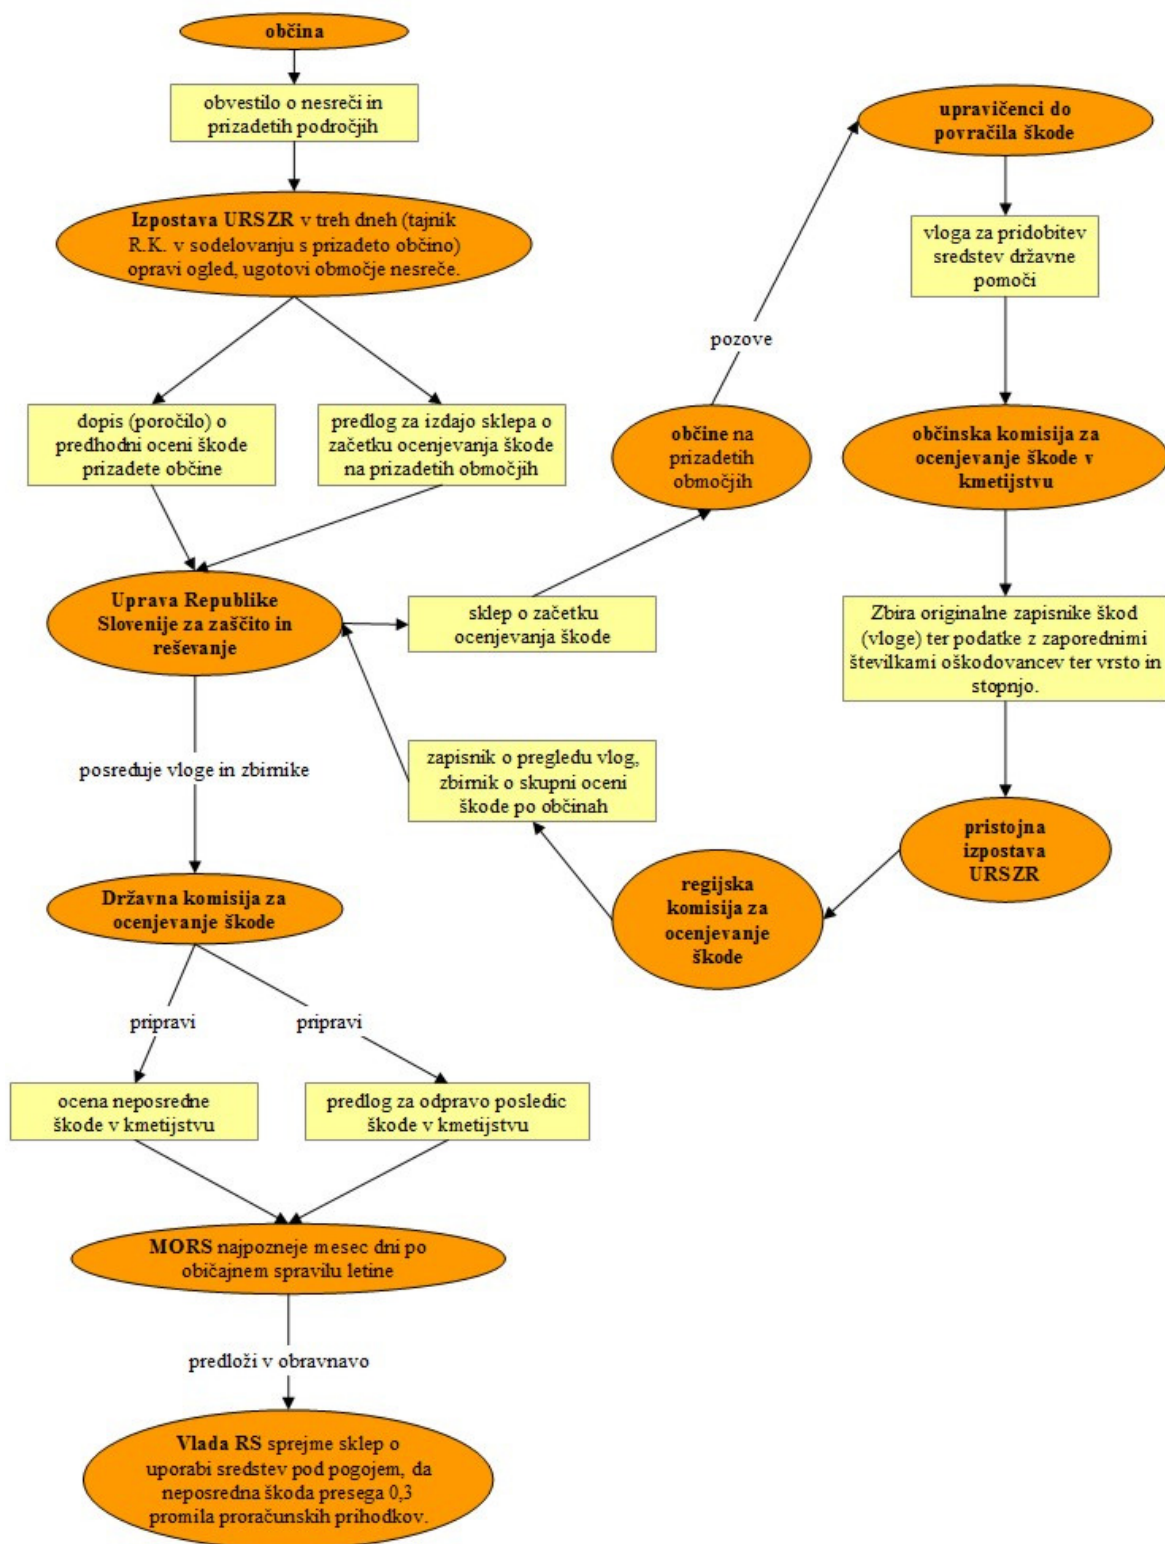 občina
obvestilo o nesreči in
prizadetih področjih
Izpostava URSZR v treh dneh (tajnik
R.K. v sodelovanju s prizadeto občino)
opravi ogled, ugotovi območje nesreče.
dopis (poročilo) o
predhodni oceni škode
prizadete občine
predlog za izdajo sklepa o
začetku ocenjevanja škode
na prizadetih območjih
Uprava Republike
Slovenije za zaščito in
reševanje
sklep o začetku
ocenjevanja škode
občine na
prizadetih
območjih
pozove
upravičenci do
povračila škode
vloga za pridobitev
sredstev državne
pomoči
občinska komisija za
ocenjevanje škode v
kmetijstvu
Zbira originalne zapisnike škod
(vloge) ter podatke z zaporednimi
številkami oškodovancev ter vrsto in
stopnjo.
pristojna
izpostava
URSZR
regijska
komisija za
ocenjevanje
škode
zapisnik o pregledu vlog,
zbirnik o skupni oceni
škode po občinah
posreduje vloge in zbirnike
Državna komisija za
ocenjevanje škode
pripravi
pripravi
ocena neposredne
škode v kmetijstvu
predlog za odpravo posledic
škode v kmetijstvu
MORS najpozneje mesec dni po
običajnem spravilu letine
predloži v obravnavo
Vlada RS sprejme sklep o
uporabi sredstev pod pogojem, da
neposredna škoda presega 0,3
promila proračunskih prihodkov.